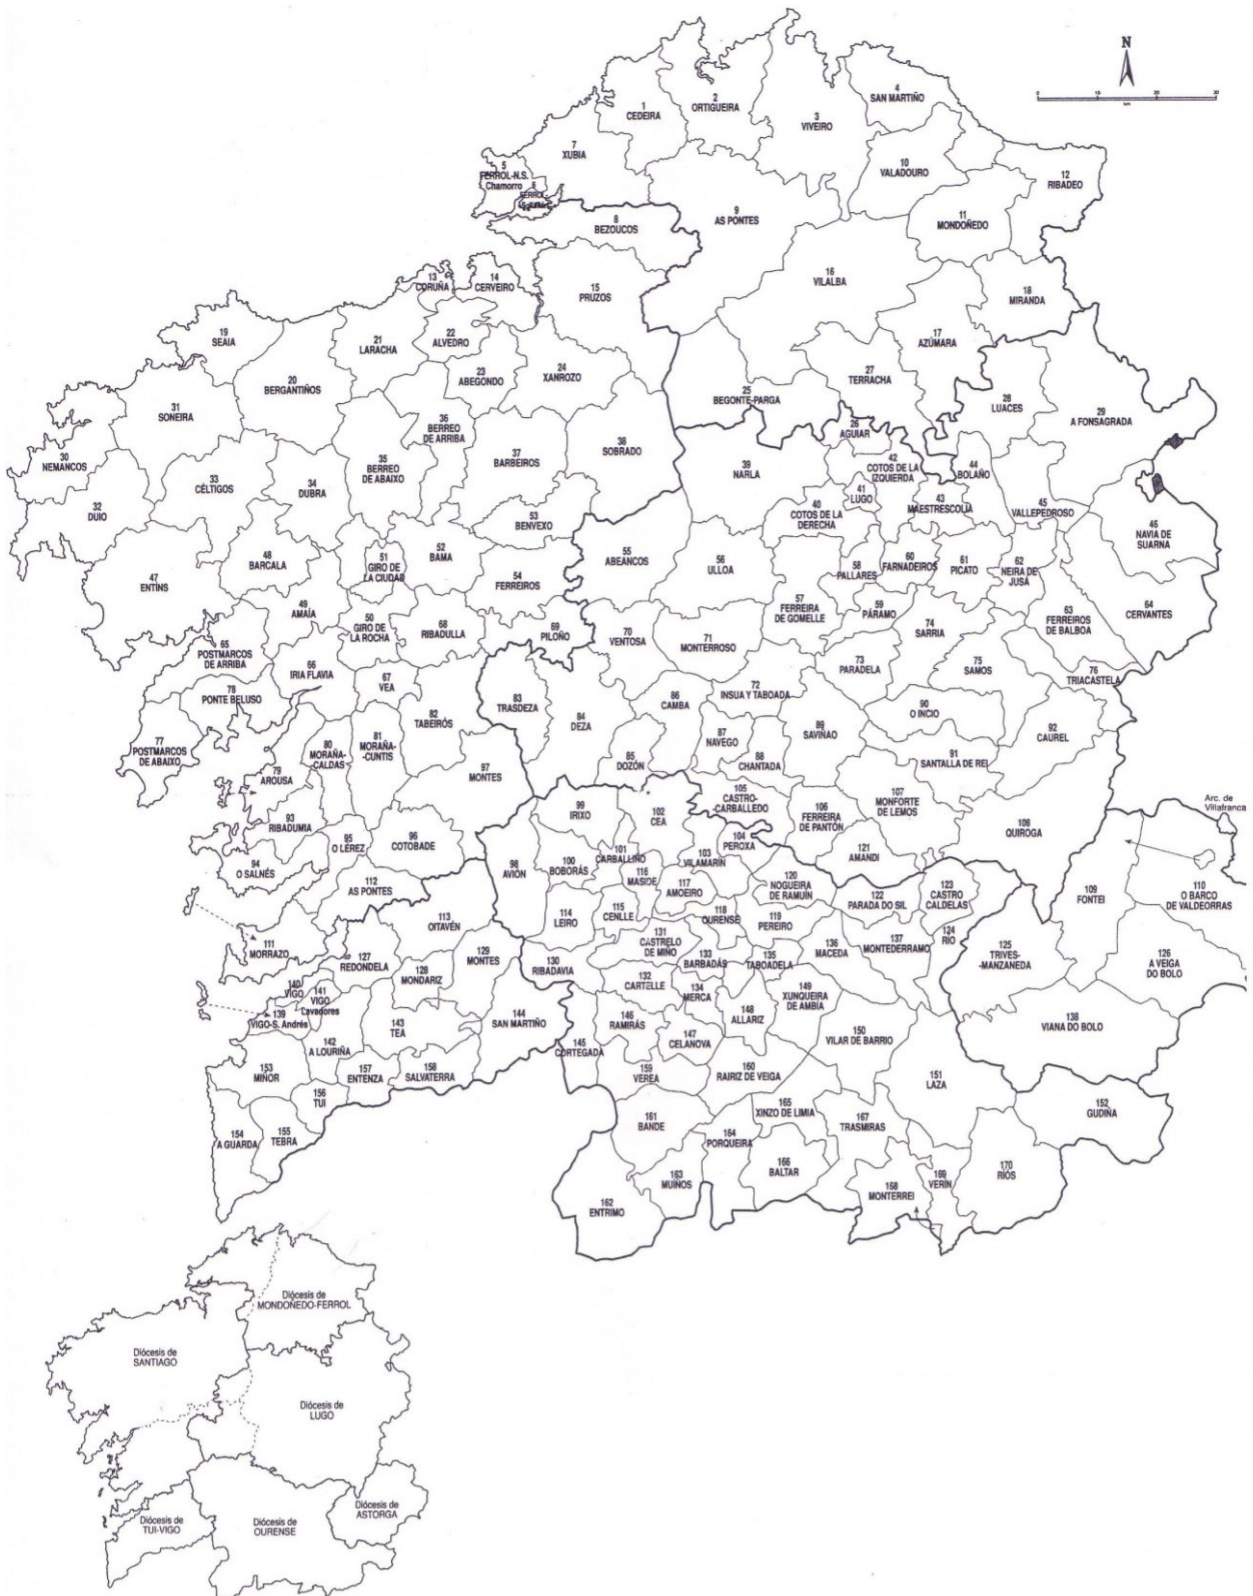 N
0
10
20
30
km
1
CEDEIRA
2
ORTIGUEIRA
3
VIVEIRO
4
SAN MARTIÑO
5
FERROL-N.S.
Chamorro
6
FERROL
7
XUBIA
8
BEZOUCOS
9
AS PONTES
10
VALADOURO
11
MONDOÑEDO
12
RIBADEO
13
CORUÑA
14
CERVEIRO
15
PRUZOS
16
VILALBA
17
AZÚMARA
18
MIRANDA
19
SEAIA
20
BERGANTIÑOS
21
LARACHA
22
ALVEDRO
23
ABEGONDO
24
XANROZO
25
BEGONTE-PARGA
26
AGUIAR
27
TERRACHA
28
LUACES
29
A FONSAGRADA
30
NEMANCOS
31
SONEIRA
32
DUIO
33
CÉLTIGOS
34
DUBRA
35
BERREO
DE ABAIXO
36
BERREO
DE ARRIBA
37
BARBEIROS
38
SOBRADO
39
NARLA
40
COTOS DE LA
DERECHA
41
LUGO
42
COTOS DE LA
IZQUIERDA
43
MAESTRESCOLIA
44
BOLAÑO
45
VALLEPEDROSO
46
NAVIA DE
SUARNA
47
ENTÍNS
48
BARCALA
49
AMAÍA
50
GIRO DE
LA ROCHA
51
GIRO DE
LA CIUDAD
52
BAMA
53
BENVEXO
54
FERREIROS
55
ABEANCOS
56
ULLOA
57
FERREIRA
DE GOMELLE
58
PALLARES
59
PÁRAMO
60
FARNADEIROS
61
PICATO
62
NEIRA DE
JUSÁ
63
FERREIROS
DE BALBOA
64
CERVANTES
65
POSTMARCOS
DE ARRIBA
66
IRIA FLAVIA
67
VEA
68
RIBADULLA
69
PILOÑO
70
VENTOSA
71
MONTERROSO
72
INSUA Y TABOADA
73
PARADELA
74
SARRIA
75
SAMOS
76
TRIACASTELA
77
POSTMARCOS
DE ABAIXO
78
PONTE BELUSO
79
AROUSA
80
MORAÑA-
CALDAS
81
MORAÑA-
CUNTIS
82
TABEIRÓS
83
TRASDEZA
84
DEZA
85
DOZÓN
86
CAMBA
87
NAVEGO
88
CHANTADA
89
SAVIÑAO
90
O INCIO
91
SANTALLA DE REI
92
CAUREL
93
RIBADUMIA
94
O SALNÉS
95
O LÉREZ
96
COTOBADE
97
MONTES
98
AVIÓN
99
IRIXO
100
BOBORÁS
101
CARBALLIÑO
102
CEA
103
VILAMARÍN
104
PEROXA
105
CASTRO-
CARBALLEDO
106
FERREIRA
DE PANTÓN
107
MONFORTE
DE LEMOS
108
QUIROGA
Arc. de
Villafranca
109
FONTEI
110
O BARCO
DE VALDEORRAS
111
MORRAZO
112
AS PONTES
113
OITAVÉN
114
LEIRO
115
CENLLE
116
MASIDE
117
AMOEIRO
118
OURENSE
119
PEREIRO
120
NOGUEIRA
DE RAMUÍN
121
AMANDI
122
PARADA DO SIL
123
CASTRO
CALDELAS
124
RÍO
125
TRIVES-
MANZANEDA
126
A VEIGA
DO BOLO
127
REDONDELA
128
MONDARIZ
129
MONTES
130
RIBADAVIA
131
CASTRELO
DE MIÑO
132
CARTELLE
133
BARBADÁS
134
MERCA
135
TABOADELA
136
MACEDA
137
MONTEDERRAMO
138
VIANA DO BOLO
139
VIGO-S. Andrés
140
VIGO
141
VIGO
Lavadores
142
A LOURIÑA
143
TEA
144
SAN MARTIÑO
145
CORTEGADA
146
RAMIRÁS
147
CELANOVA
148
ALLARIZ
149
XUNQUEIRA
DE AMBÍA
150
VILAR DE BARRIO
151
LAZA
152
GUDIÑA
153
MIÑOR
154
A GUARDA
155
TEBRA
156
TUI
157
ENTENZA
158
SALVATERRA
159
VEREA
160
RAIRIZ DE VEIGA
161
BANDE
162
ENTRIMO
163
MUÍÑOS
164
PORQUEIRA
165
XINZO DE LIMIA
166
BALTAR
167
TRASMIRAS
168
MONTERREI
169
VERÍN
170
RIÓS
Diócesis de
MONDOÑEDO-FERROL
Diócesis de
SANTIAGO
Diócesis de
LUGO
Diócesis de
ASTORGA
Diócesis de
TUI-VIGO
Diócesis de
OURENSE